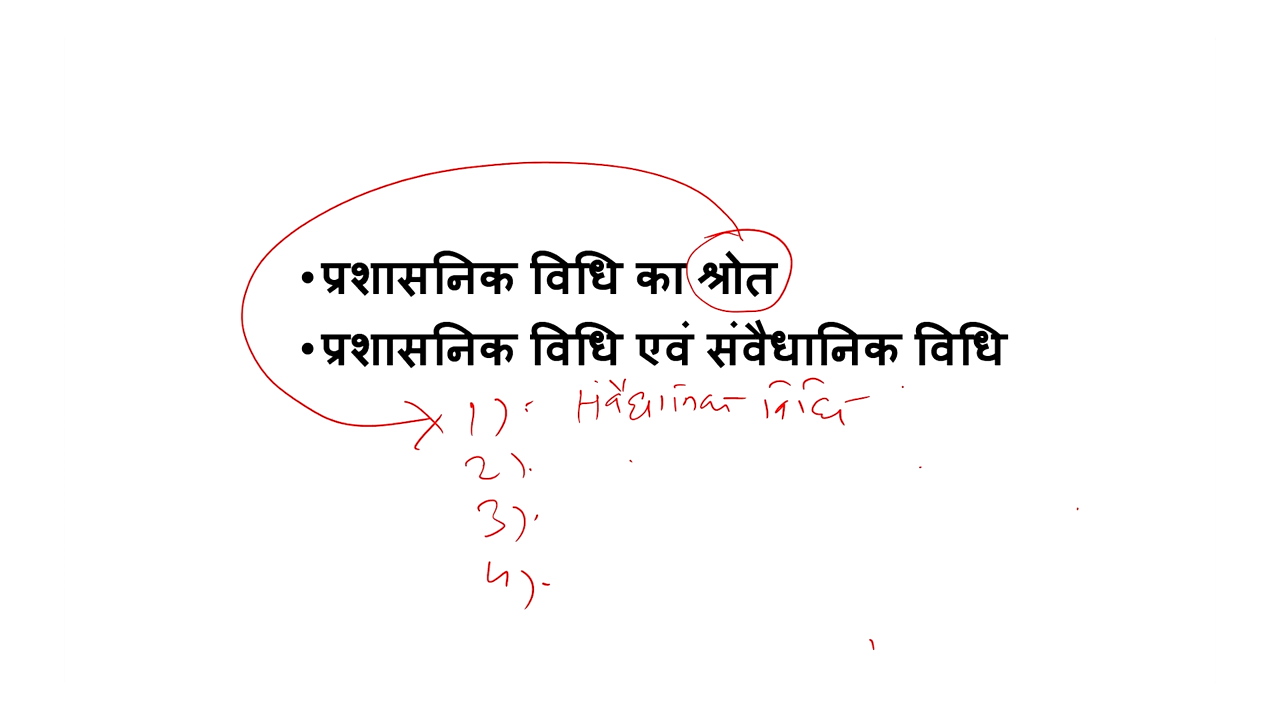 •प्रशासनिक विधि का श्रोत
•प्रशासनिक विधि एवं संवैधानिक विधि
1):- संवैधानिक विधि
2):-
3):-
4):-